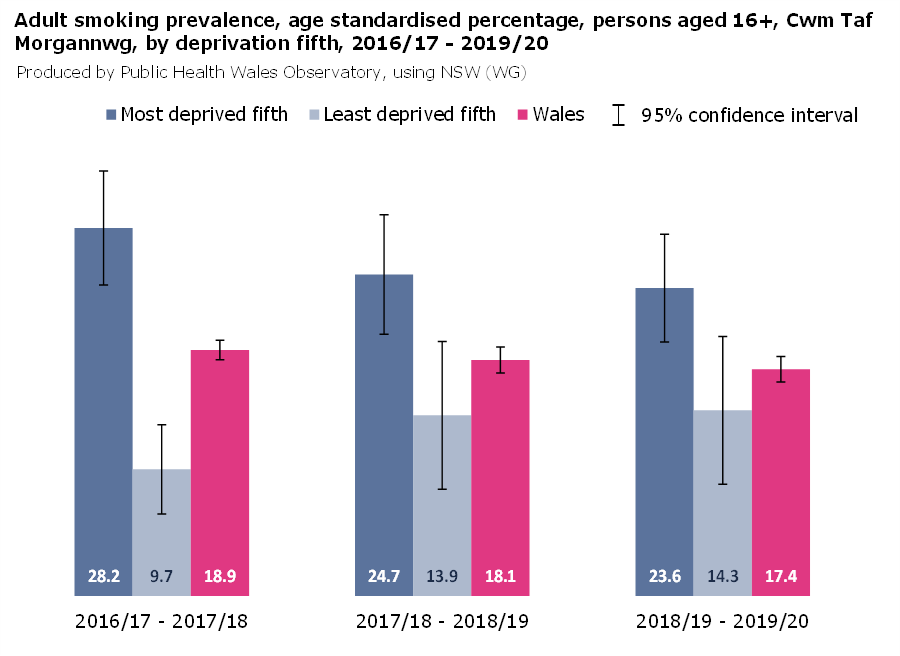 Adult smoking prevalence, age standardised percentage, persons aged 16+, Cwm Taf
Morgannwg, by deprivation fifth, 2016/17 - 2019/20
Produced by Public Health Wales Observatory, using NSW (WG)
Most deprived fifth Least deprived fifth Wales 95% confidence interval
28.2 9.7 18.9 24.7 13.9 18.1 23.6 14.3 17.4
2016/17 - 2017/18 2017/18 - 2018/19 2018/19 - 2019/20